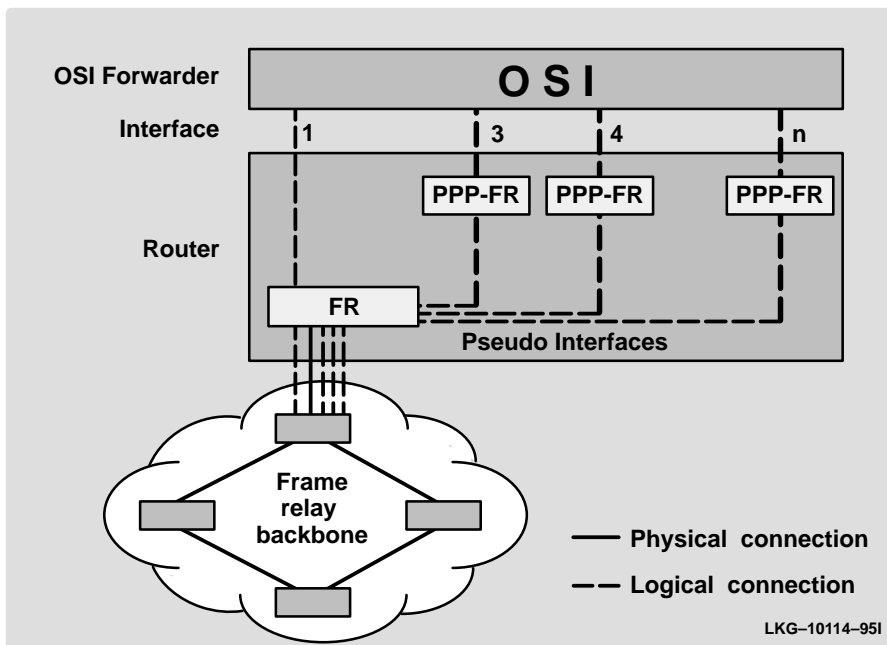 OSI Forwarder
O S I
Interface
1
3
4
n
PPP-FR
PPP-FR
PPP-FR
Router
FR
Pseudo Interfaces
Frame
relay
backbone
Physical connection
Logical connection
LKG–10114–95I